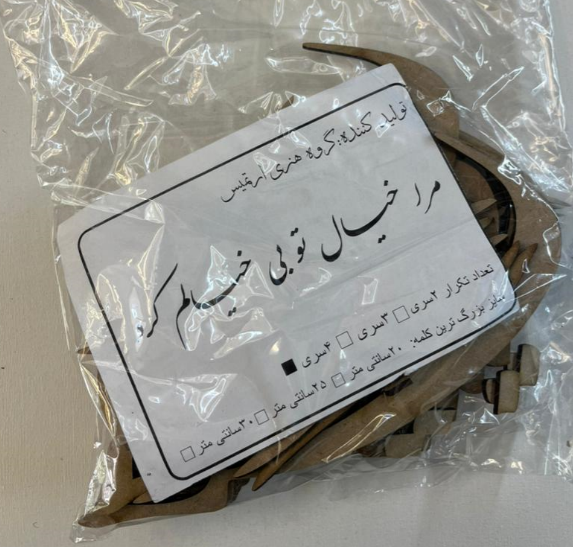 تولید کننده: گروه هنری ارتمیس
مرا خیال تو بی خیالم کرد
تعداد تکرار ۲سری □ ۳سری □ ۴سری ■
سایز بزرگ ترین کلمه: ۲۰سانتی متر □ ۲۵سانتی متر □ ۳۰سانتی متر □